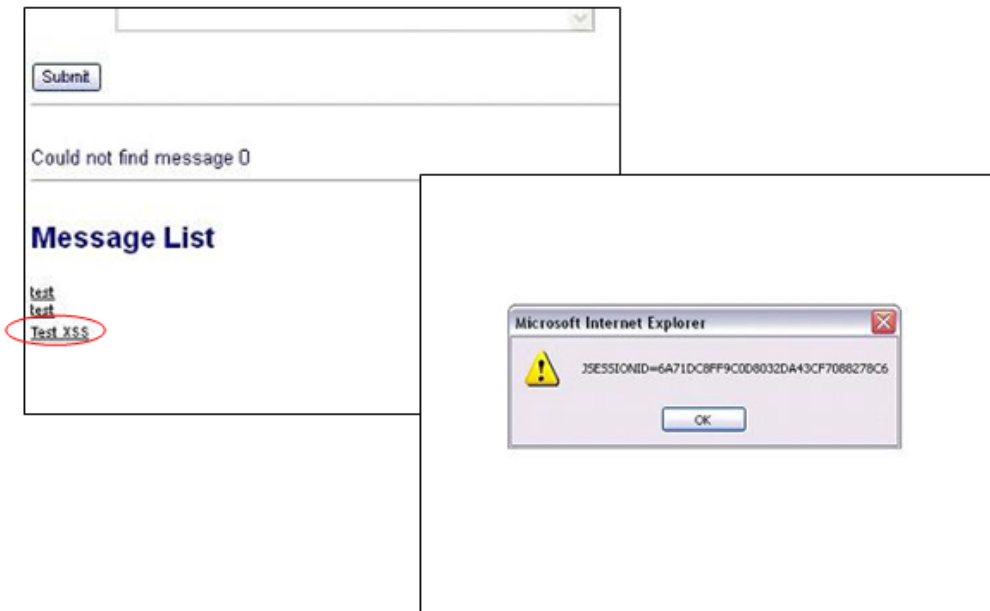 Submit
Could not find message 0
Message List
test
test
Test XSS
Microsoft Internet Explorer
JSESSIONID=6A71DC8FF9C0D8032DA43CF7088278C6
OK